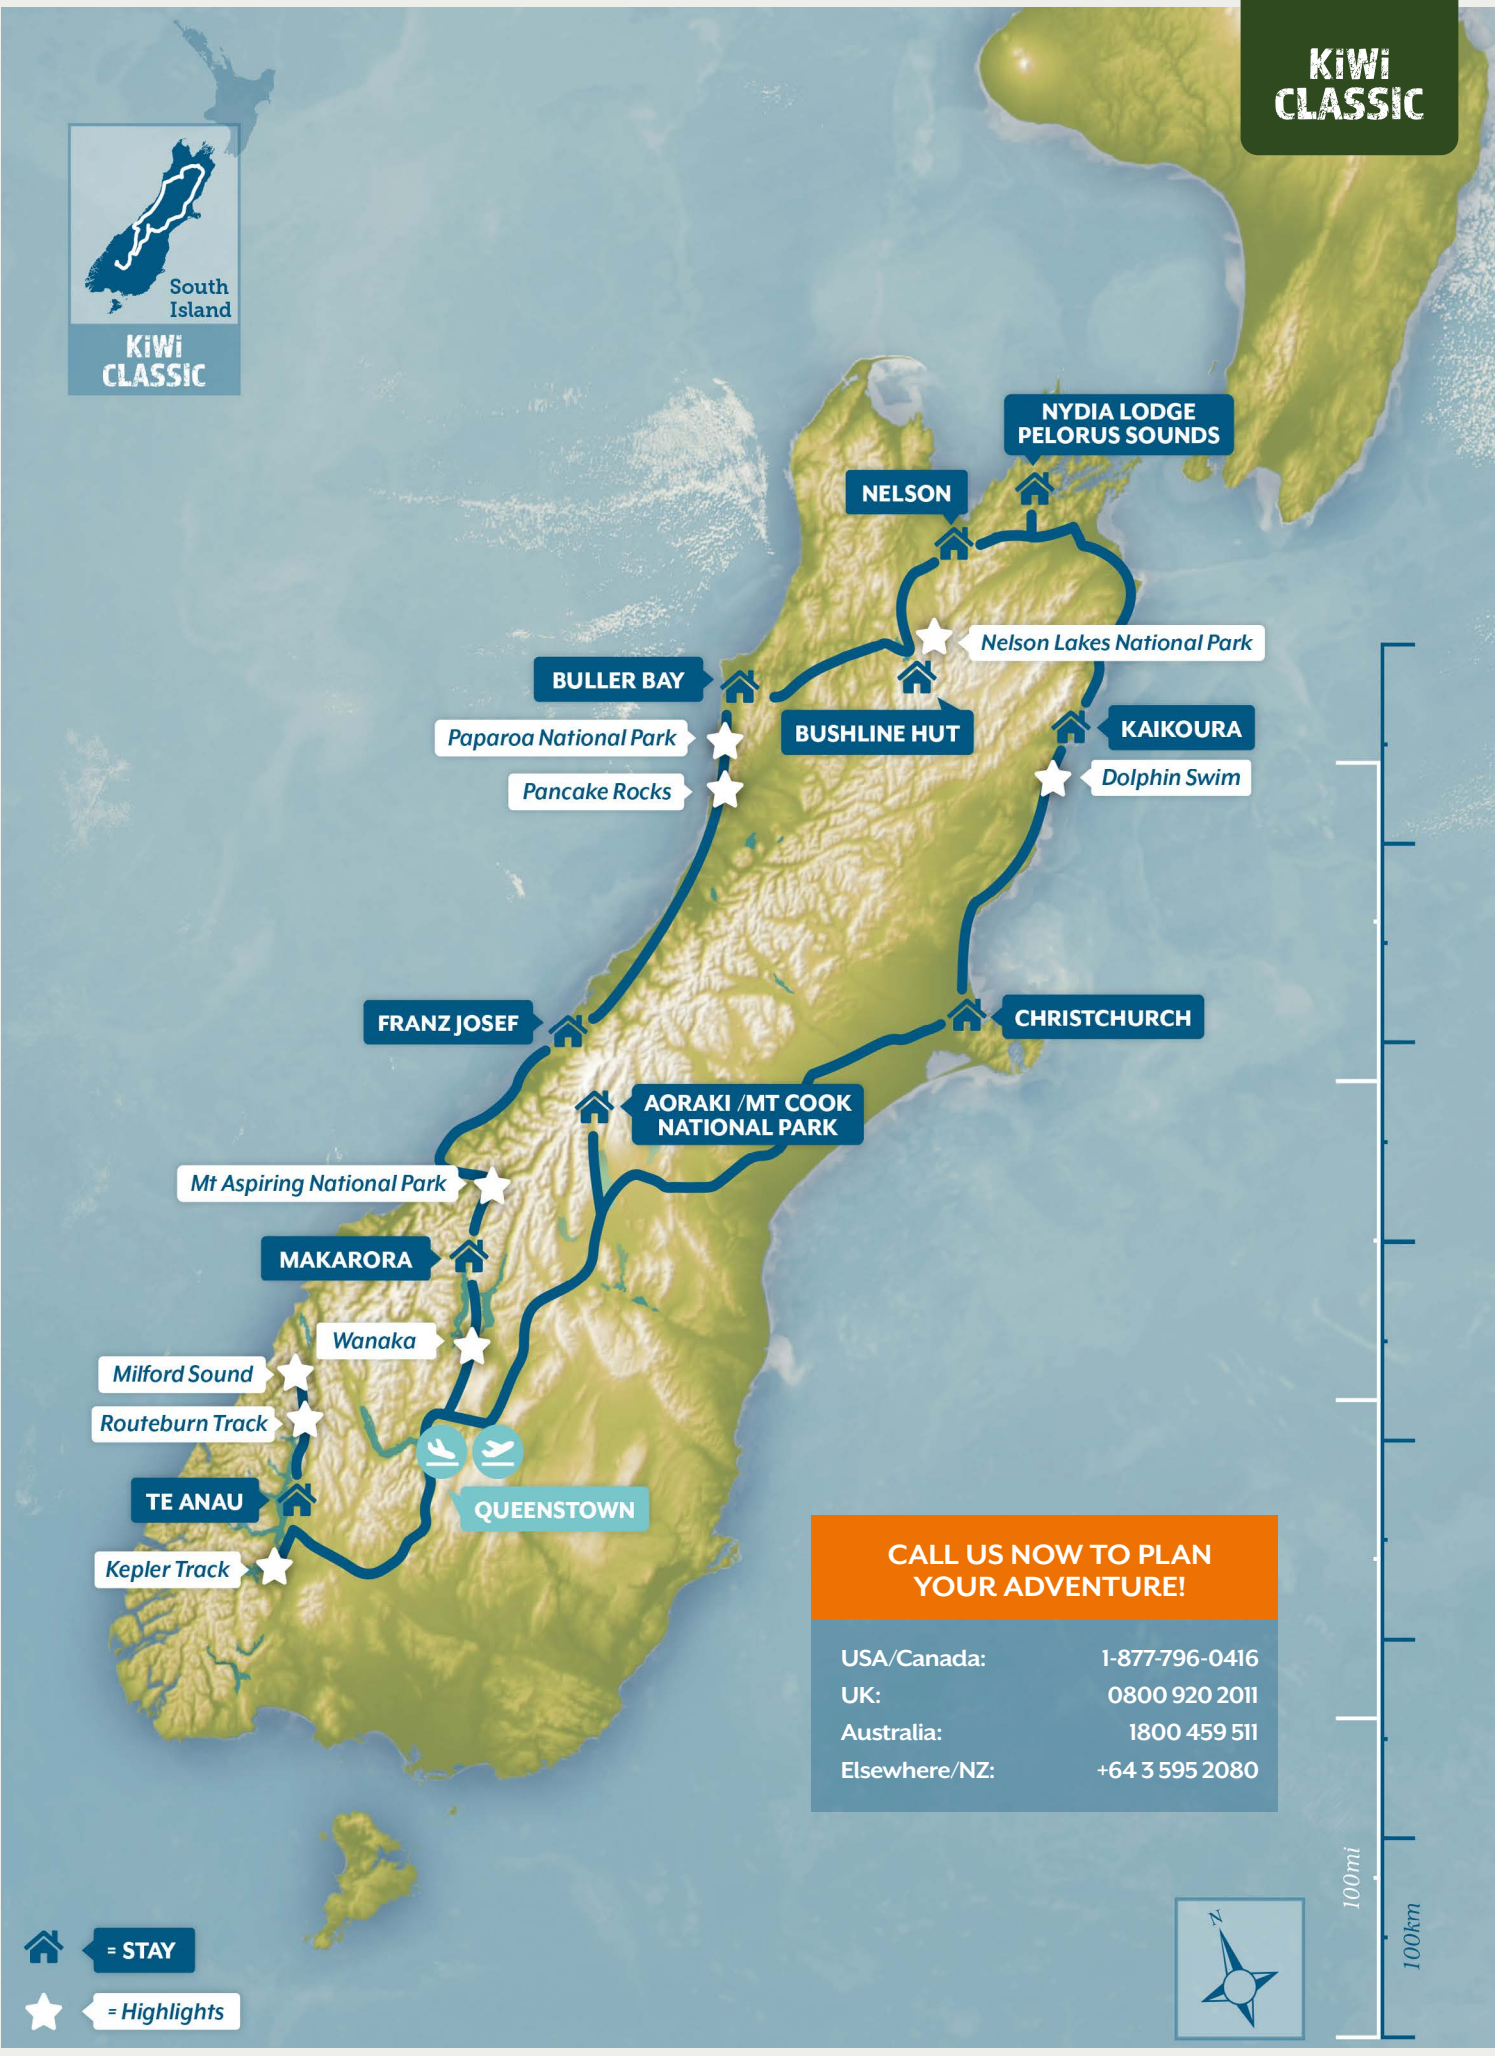 KiWi
CLASSIC
South
Island
KiWi
CLASSIC
NYDIA LODGE
PELORUS SOUNDS
NELSON
Nelson Lakes National Park
BULLER BAY
Paparoa National Park
BUSHLINE HUT
KAIKOURA
Pancake Rocks
Dolphin Swim
FRANZ JOSEF
CHRISTCHURCH
AORAKI /MT COOK
NATIONAL PARK
Mt Aspiring National Park
MAKARORA
Wanaka
Milford Sound
Routeburn Track
TE ANAU
QUEENSTOWN
Kepler Track
CALL US NOW TO PLAN
YOUR ADVENTURE!
USA/Canada: 1-877-796-0416
UK: 0800 920 2011
Australia: 1800 459 511
Elsewhere/NZ: +64 3 595 2080
100mi
100km
N
= STAY
= Highlights